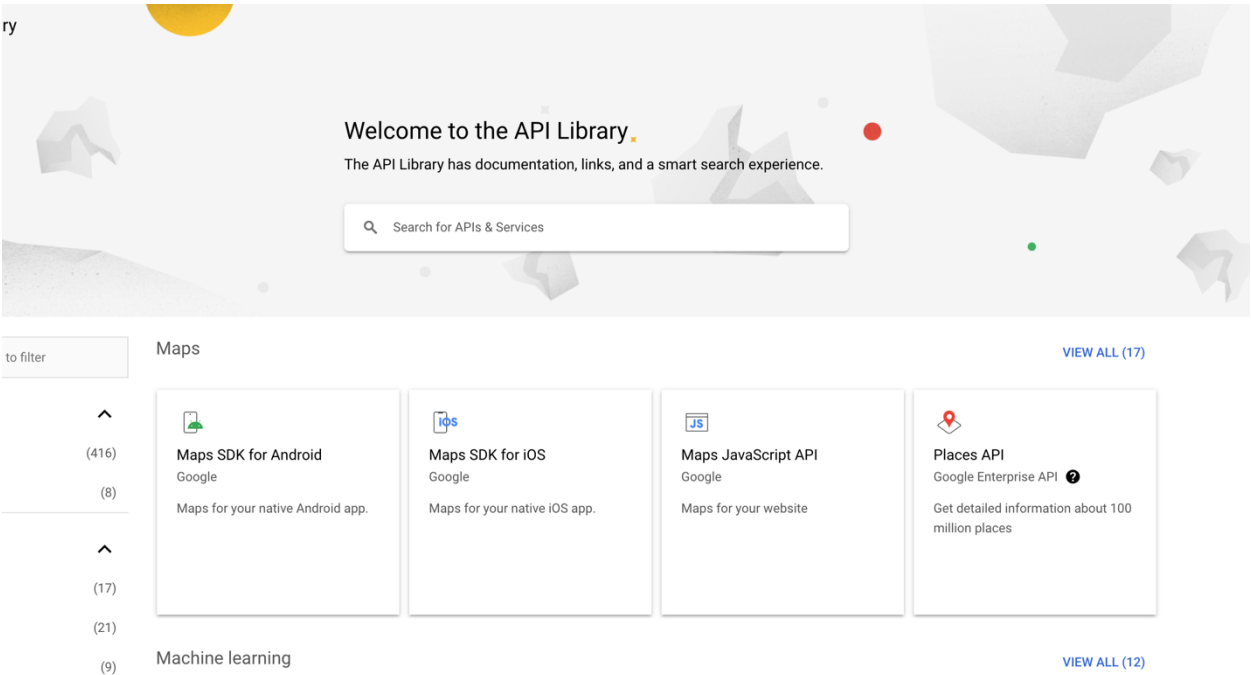 ry
Welcome to the API Library
The API Library has documentation, links, and a smart search experience.
Search for APIs & Services
to filter
(416)
(8)
(17)
(21)
(9)
Maps
VIEW ALL (17)
Maps SDK for Android
Google
Maps for your native Android app.
iOS
Maps SDK for iOS
Google
Maps for your native iOS app.
JS
Maps JavaScript API
Google
Maps for your website
Places API
Google Enterprise API ?
Get detailed information about 100
million places
Machine learning
VIEW ALL (12)